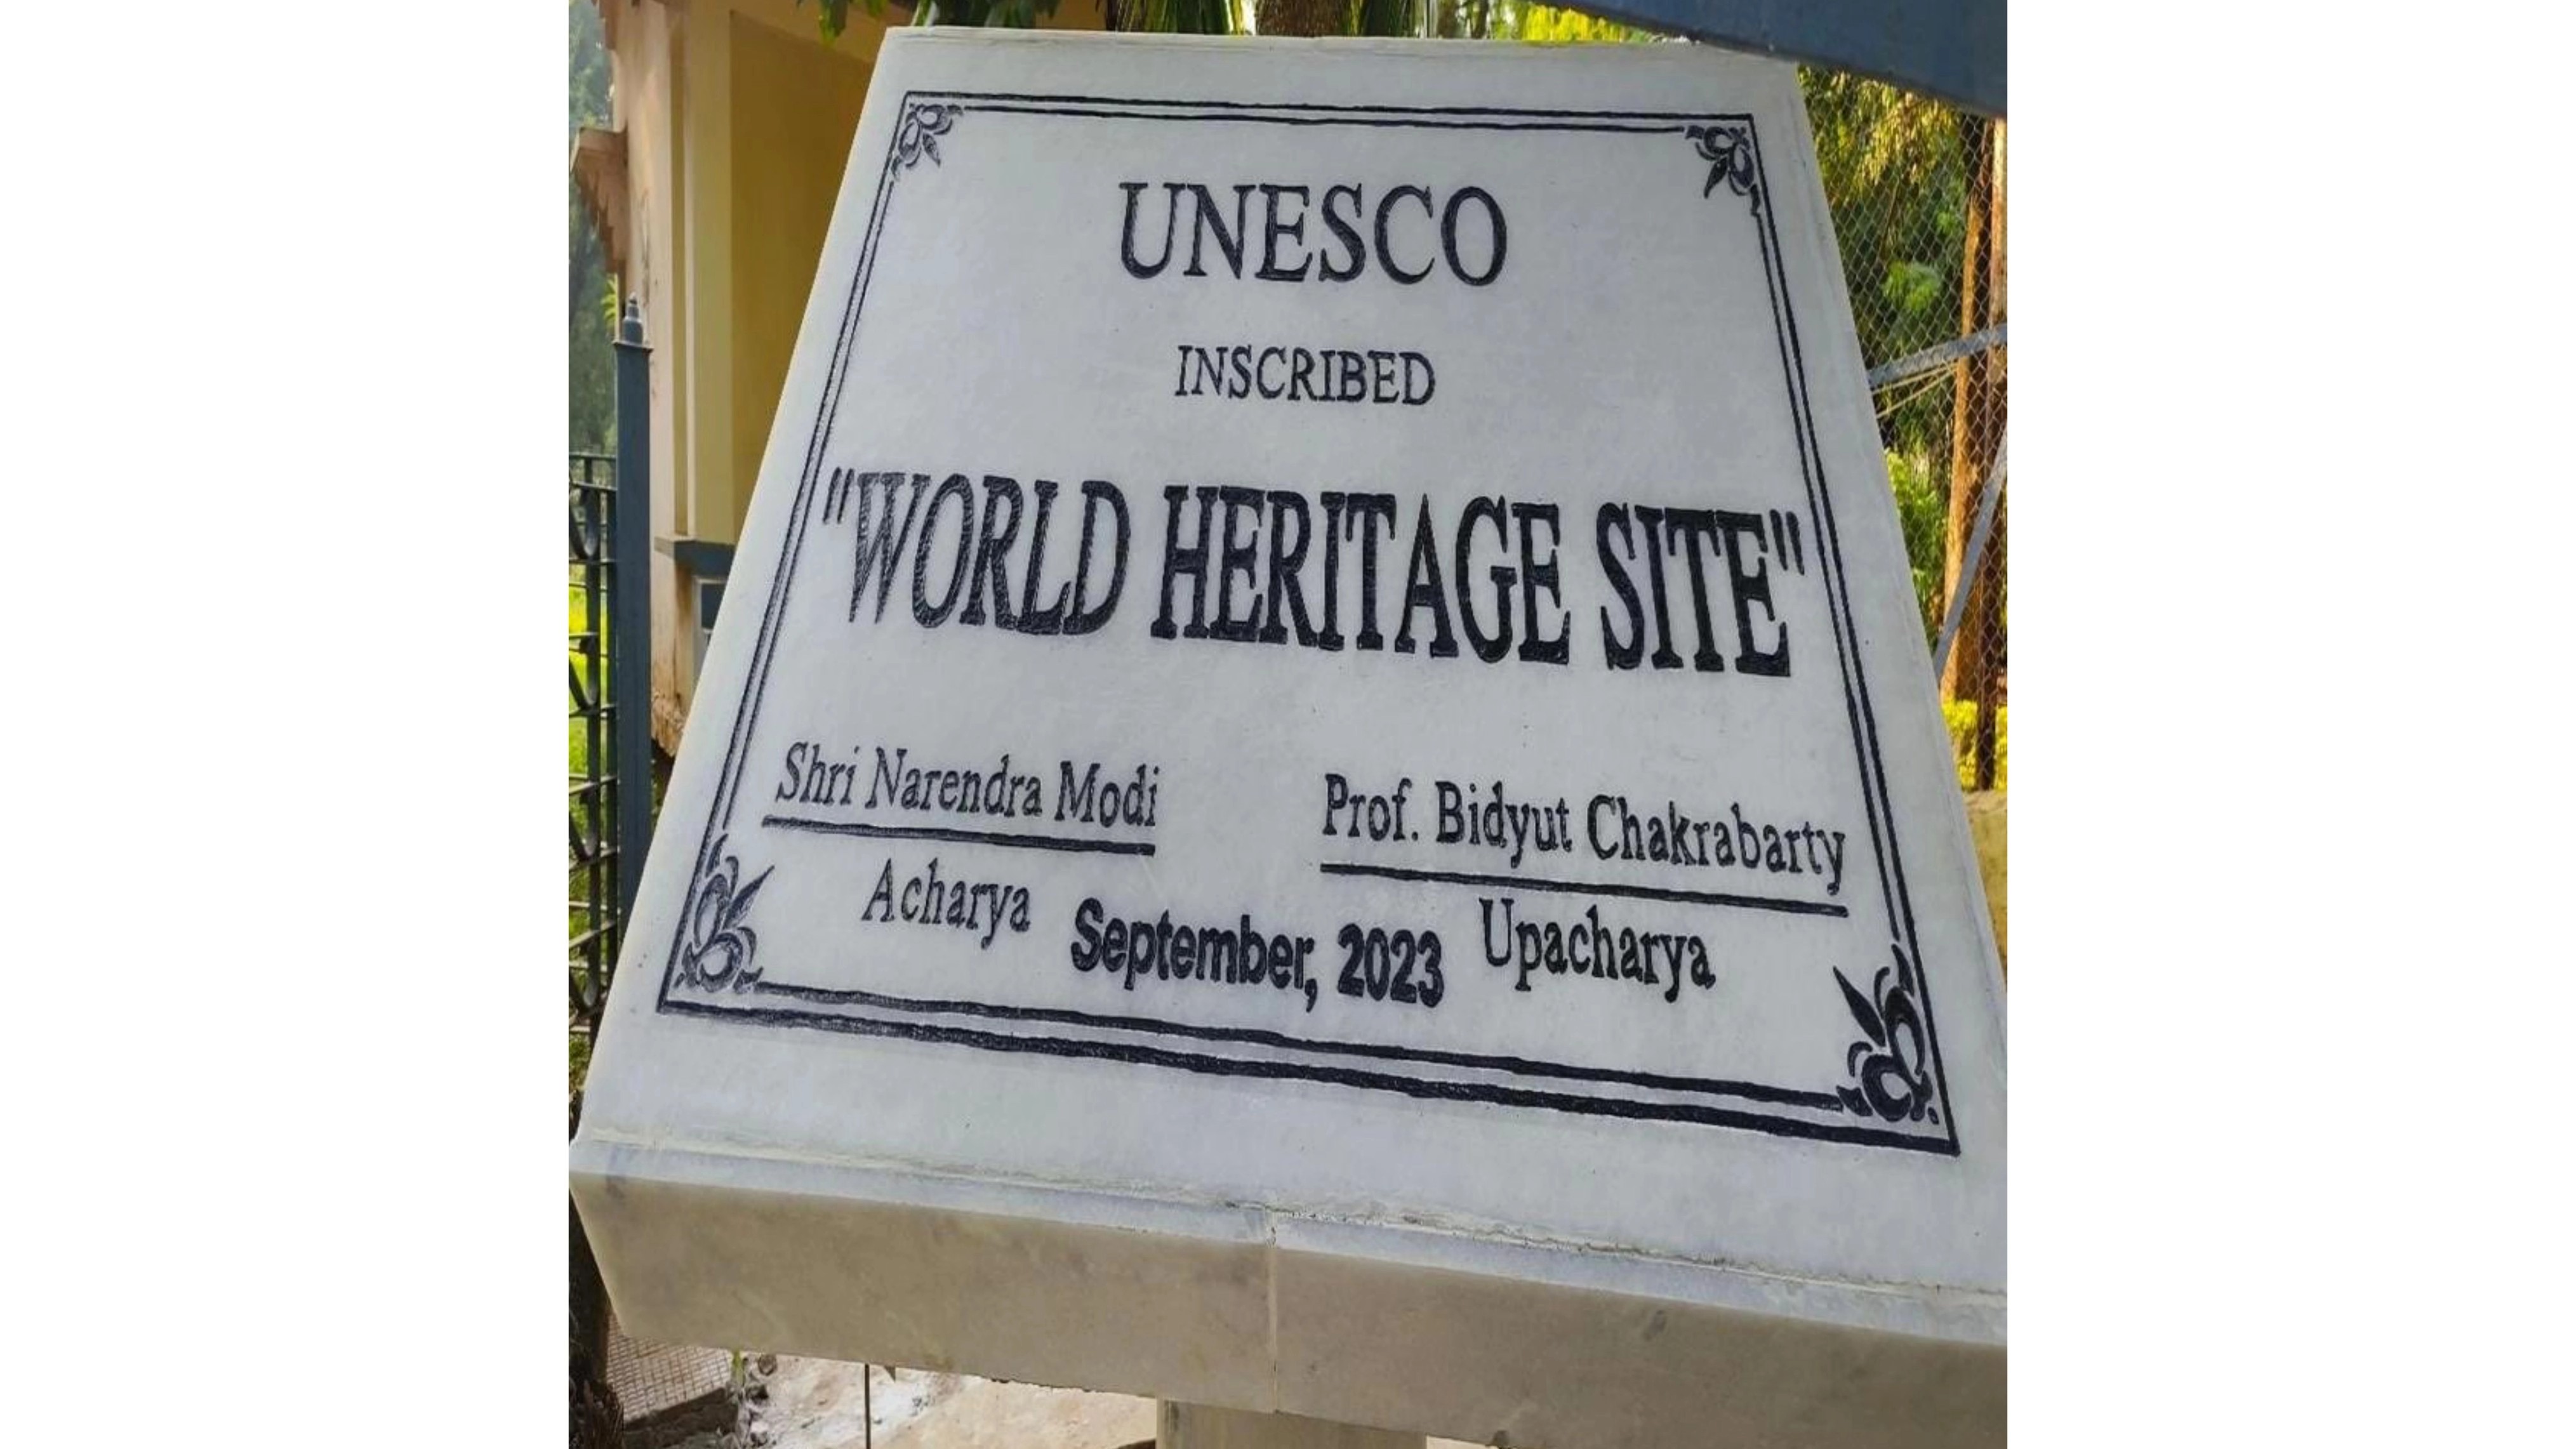 UNESCO
INSCRIBED
"WORLD HERITAGE SITE"
Shri Narendra Modi Prof. Bidyut Chakrabarty
Acharya September, 2023 Upacharya